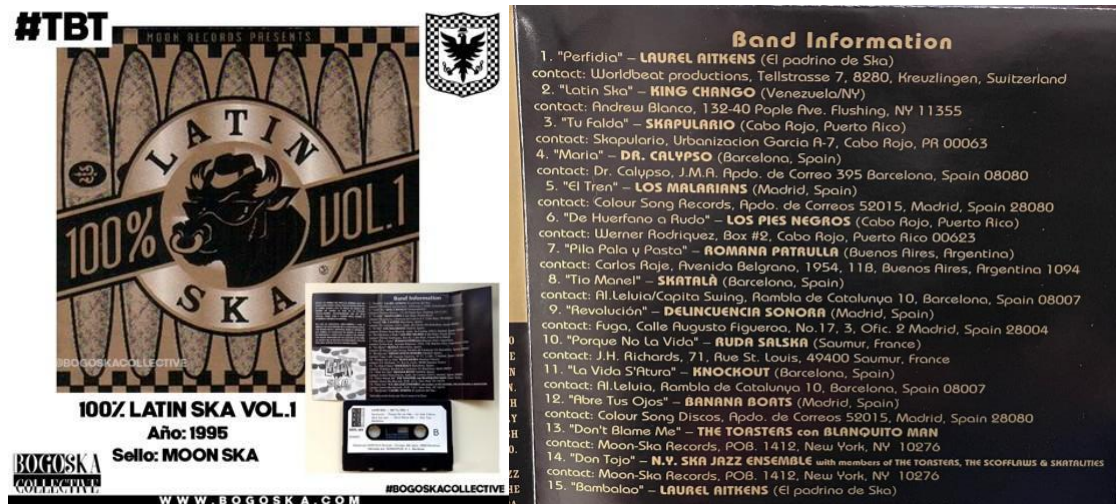 #TBT
MOON RECORDS PRESENTS
LATIN
100% VOL.1
SKA
@BOGOSKACOLLECTIVE
Band Information
B
100% LATIN SKA VOL.1
Año: 1995
Sello: MOON SKA
BOGOSKA
COLLECTIVE
#BOGOSKACOLLECTIVE
WWW.BOGOSKA.COM
Band Information
1. "Perfidia" – LAUREL AITKENS (El padrino de Ska)
contact: Worldbeat productions, Tellstrasse 7, 8280, Kreuzlingen, Switzerland
2. "Latin Ska" – KING CHANGO (Venezuela/NY)
contact: Andrew Blanco, 132-40 Pople Ave. Flushing, NY 11355
3. "Tu Falda" – SKAPULARIO (Cabo Rojo, Puerto Rico)
contact: Skapulario, Urbanizacion Garcia A-7, Cabo Rojo, PR 00063
4. "Maria" – DR. CALYPSO (Barcelona, Spain)
contact: Dr. Calypso, J.M.A. Apdo. de Correo 395 Barcelona, Spain 08080
5. "El Tren" – LOS MALARIANS (Madrid, Spain)
contact: Colour Song Records, Apdo. de Correos 52015, Madrid, Spain 28080
6. "De Huerfano a Rudo" – LOS PIES NEGROS (Cabo Rojo, Puerto Rico)
contact: Werner Rodriquez, Box #2, Cabo Rojo, Puerto Rico 00623
7. "Pila Pala y Pasta" – ROMANA PATRULLA (Buenos Aires, Argentina)
contact: Carlos Raje, Avenida Belgrano, 1954, 11B, Buenos Aires, Argentina 1094
8. "Tio Manel" – SKATALÀ (Barcelona, Spain)
contact: Al.Leluia/Capita Swing, Rambla de Catalunya 10, Barcelona, Spain 08007
9. "Revolución" – DELINCUENCIA SONORA (Madrid, Spain)
contact: Fuga, Calle Augusto Figueroa, No.17, 3, Ofic. 2 Madrid, Spain 28004
10. "Porque No La Vida" – RUDA SALSKA (Saumur, France)
contact: J.H. Richards, 71, Rue St. Louis, 49400 Saumur, France
11. "La Vida S'Atura" – KNOCKOUT (Barcelona, Spain)
contact: Al.Leluia, Rambla de Catalunya 10, Barcelona, Spain 08007
12. "Abre Tus Ojos" – BANANA BOATS (Madrid, Spain)
contact: Colour Song Discos, Apdo. de Correos 52015, Madrid, Spain 28080
13. "Don't Blame Me" – THE TOASTERS con BLANQUITO MAN
contact: Moon-Ska Records, POB. 1412, New York, NY 10276
14. "Don Tojo" – N.Y. SKA JAZZ ENSEMBLE with members of THE TOASTERS, THE SCOFFLAWS & SKATALITIES
contact: Moon-Ska Records, POB. 1412, New York, NY 10276
15. "Bambalao" – LAUREL AITKENS (El padrino de Ska)